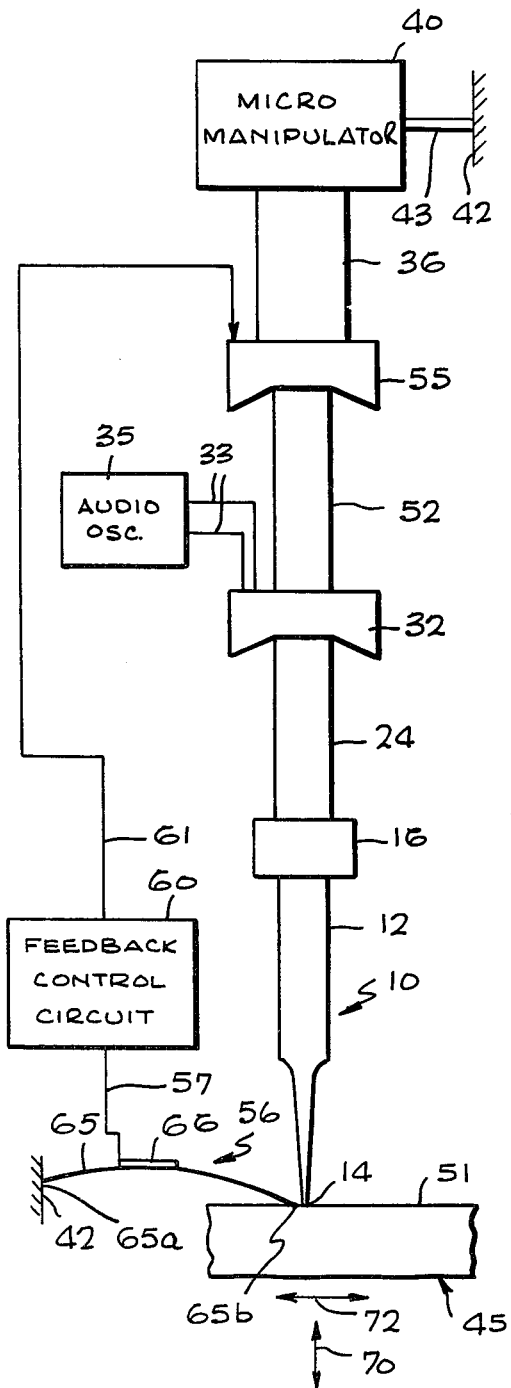 40
MICRO
MANIPULATOR
43
42
36
55
35
33
AUDIO
OSC.
52
32
24
16
61
60
12
FEEDBACK
CONTROL
CIRCUIT
10
57
65
66
56
14
51
42
65a
65b
72
45
70